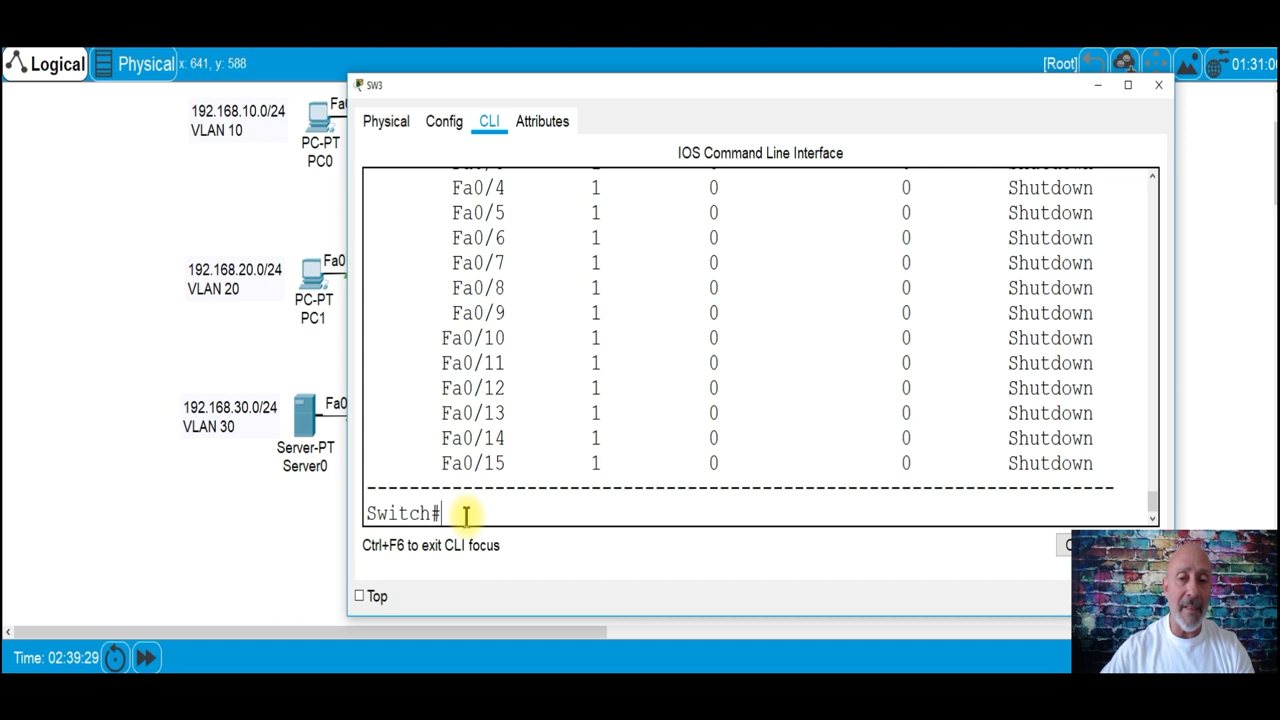 Logical Physical x: 641, y: 588 [Root] 01:31:0
192.168.10.0/24
VLAN 10
Fa0
PC-PT
PC0
192.168.20.0/24
VLAN 20
Fa0
PC-PT
PC1
192.168.30.0/24
VLAN 30
Fa0
Server-PT
Server0
SW3
Physical Config CLI Attributes
IOS Command Line Interface
Fa0/4 1 0 0 Shutdown
Fa0/5 1 0 0 Shutdown
Fa0/6 1 0 0 Shutdown
Fa0/7 1 0 0 Shutdown
Fa0/8 1 0 0 Shutdown
Fa0/9 1 0 0 Shutdown
Fa0/10 1 0 0 Shutdown
Fa0/11 1 0 0 Shutdown
Fa0/12 1 0 0 Shutdown
Fa0/13 1 0 0 Shutdown
Fa0/14 1 0 0 Shutdown
Fa0/15 1 0 0 Shutdown
----------------------------------------------------------------------
Switch#
Ctrl+F6 to exit CLI focus
Top
Time: 02:39:29